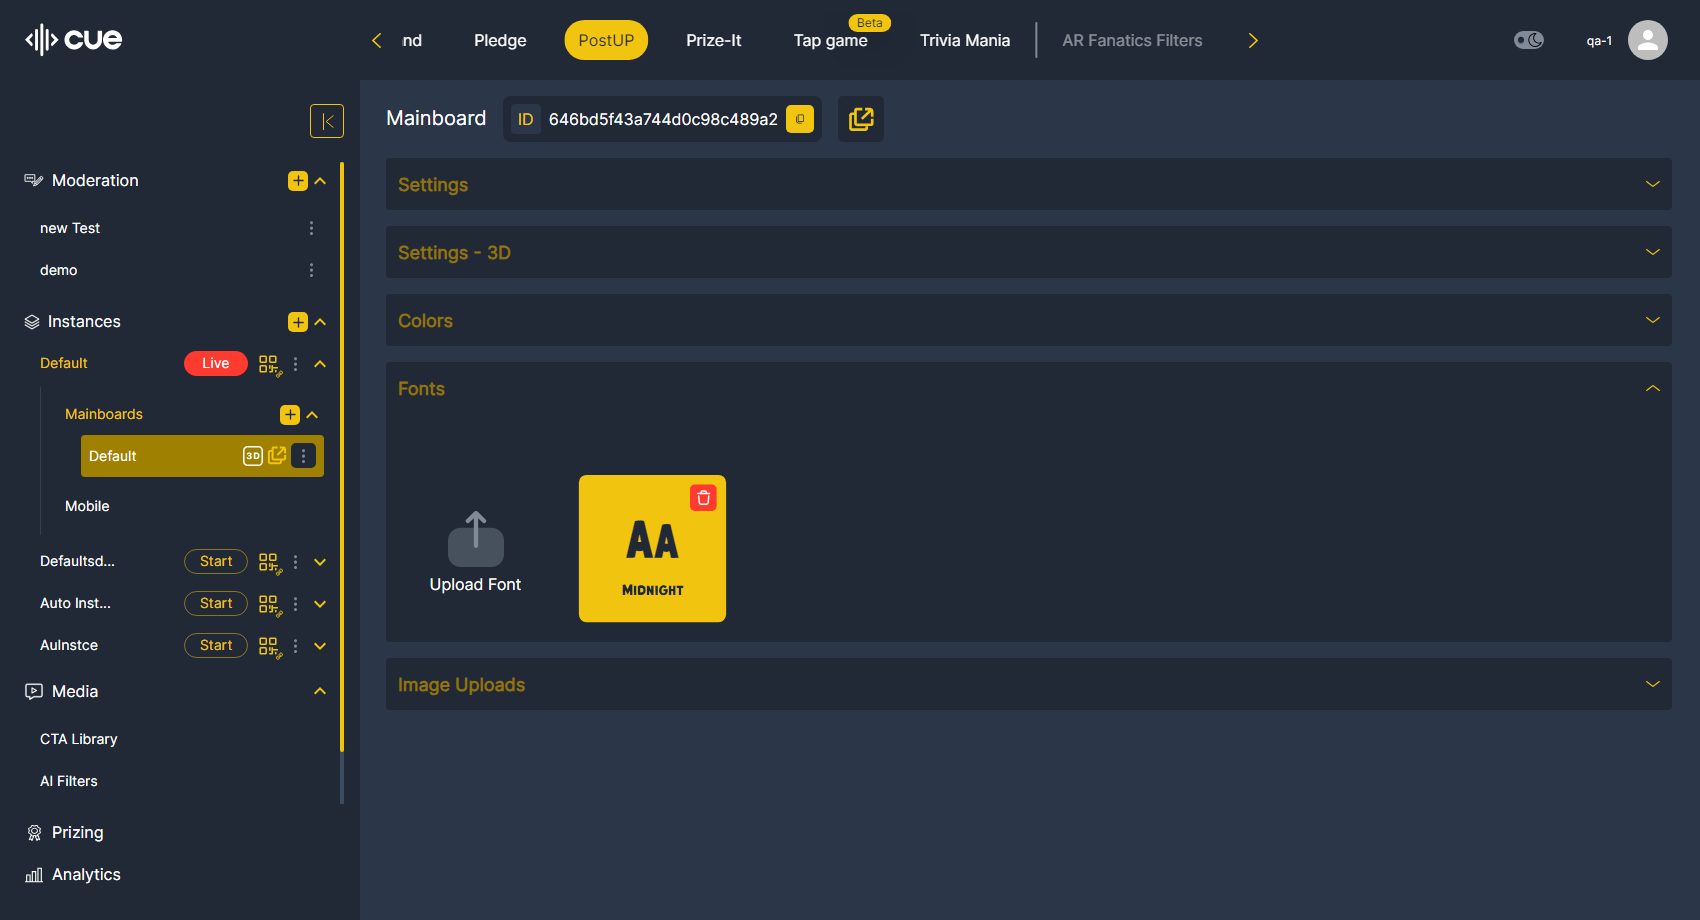 cue
nd
Pledge
PostUP
Prize-It
Beta
Tap game
Trivia Mania
AR Fanatics Filters
qa-1
Moderation
new Test
demo
Instances
Default
Live
Mainboards
Default
3D
Mobile
Defaultsd...
Start
Auto Inst...
Start
AuInstce
Start
Media
CTA Library
AI Filters
Prizing
Analytics
Mainboard
ID
646bd5f43a744d0c98c489a2
Settings
Settings - 3D
Colors
Fonts
Upload Font
AA
MIDNIGHT
Image Uploads